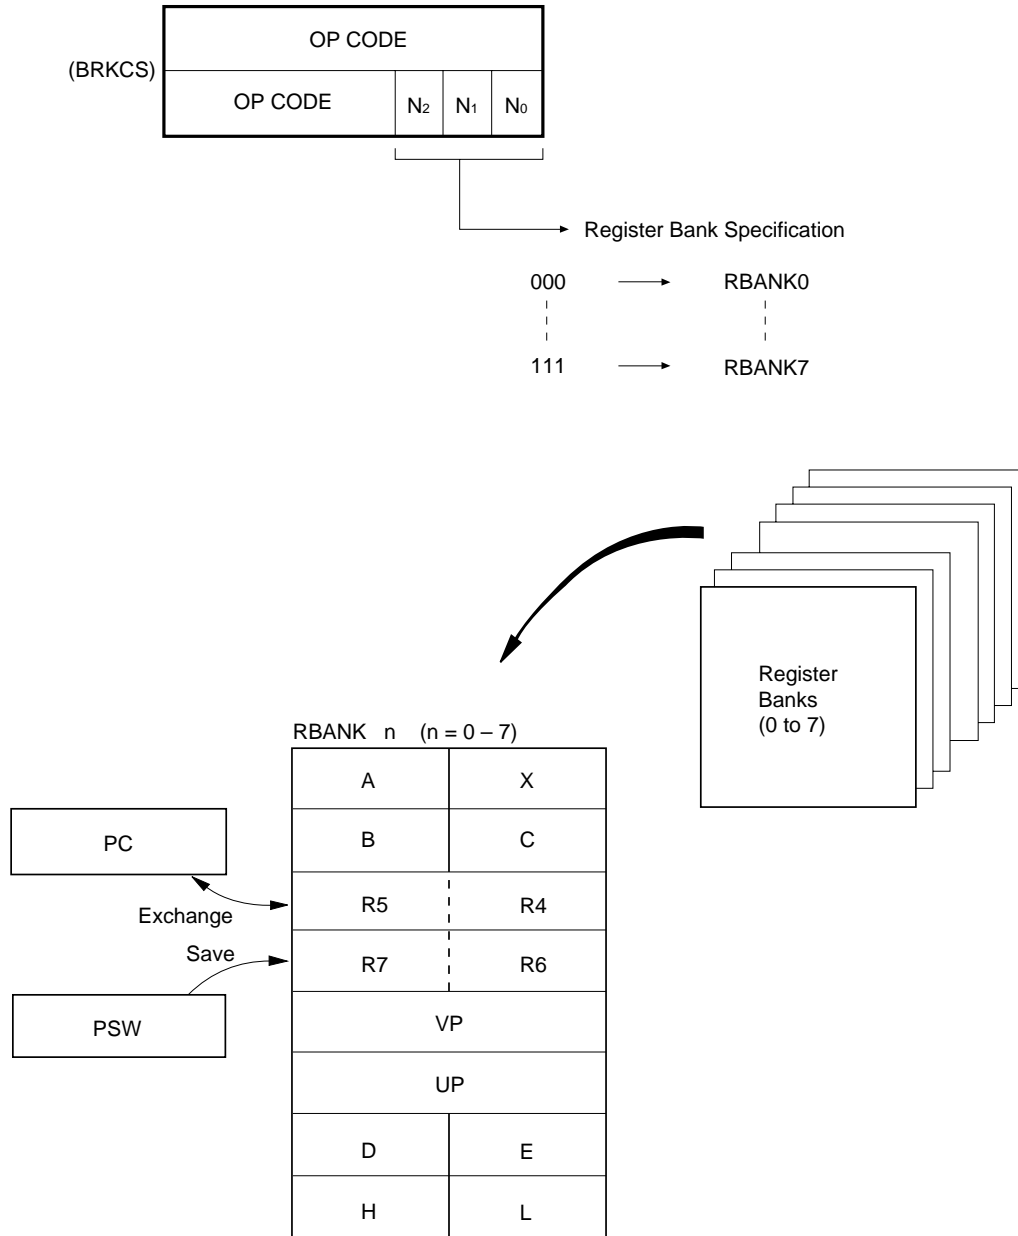 OP CODE
(BRKCS)
OP CODE N2 N1 N0
Register Bank Specification
000 RBANK0
111 RBANK7
Register
Banks
(0 to 7)
RBANK n (n = 0 – 7)
A X
B C
PC
R5 R4
Exchange
Save
R7 R6
PSW
VP
UP
D E
H L